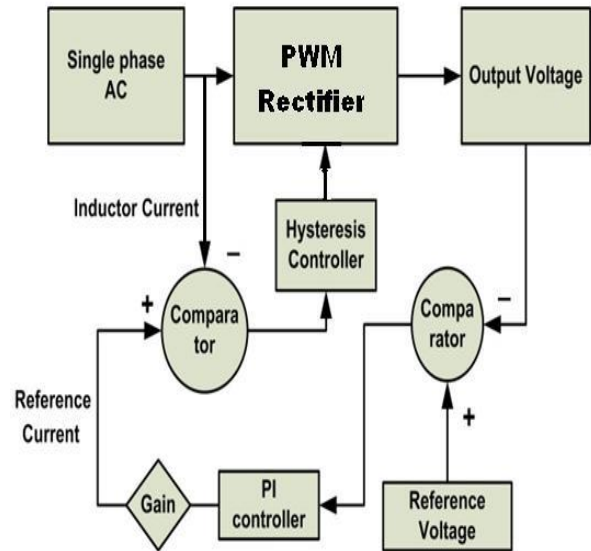 Single phase
AC
PWM
Rectifier
Output Voltage
Inductor Current
Hysteresis
Controller
−
+
Compara
tor
Compa
rator
−
+
Reference
Current
Gain
PI
controller
Reference
Voltage